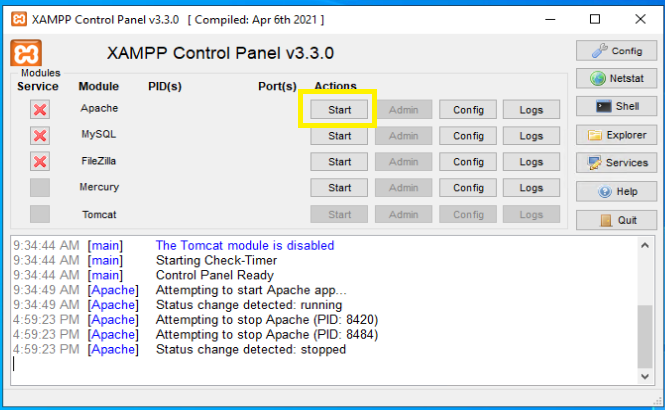 XAMPP Control Panel v3.3.0 [ Compiled: Apr 6th 2021 ]
XAMPP Control Panel v3.3.0
Config
Modules
Service Module PID(s) Port(s) Actions
Netstat
Apache Start Admin Config Logs
Shell
MySQL Start Admin Config Logs
Explorer
FileZilla Start Admin Config Logs
Services
Mercury Start Admin Config Logs
Help
Tomcat Start Admin Config Logs
Quit
9:34:44 AM [main] The Tomcat module is disabled
9:34:44 AM [main] Starting Check-Timer
9:34:44 AM [main] Control Panel Ready
9:34:49 AM [Apache] Attempting to start Apache app...
9:34:49 AM [Apache] Status change detected: running
4:59:23 PM [Apache] Attempting to stop Apache (PID: 8420)
4:59:23 PM [Apache] Attempting to stop Apache (PID: 8484)
4:59:23 PM [Apache] Status change detected: stopped